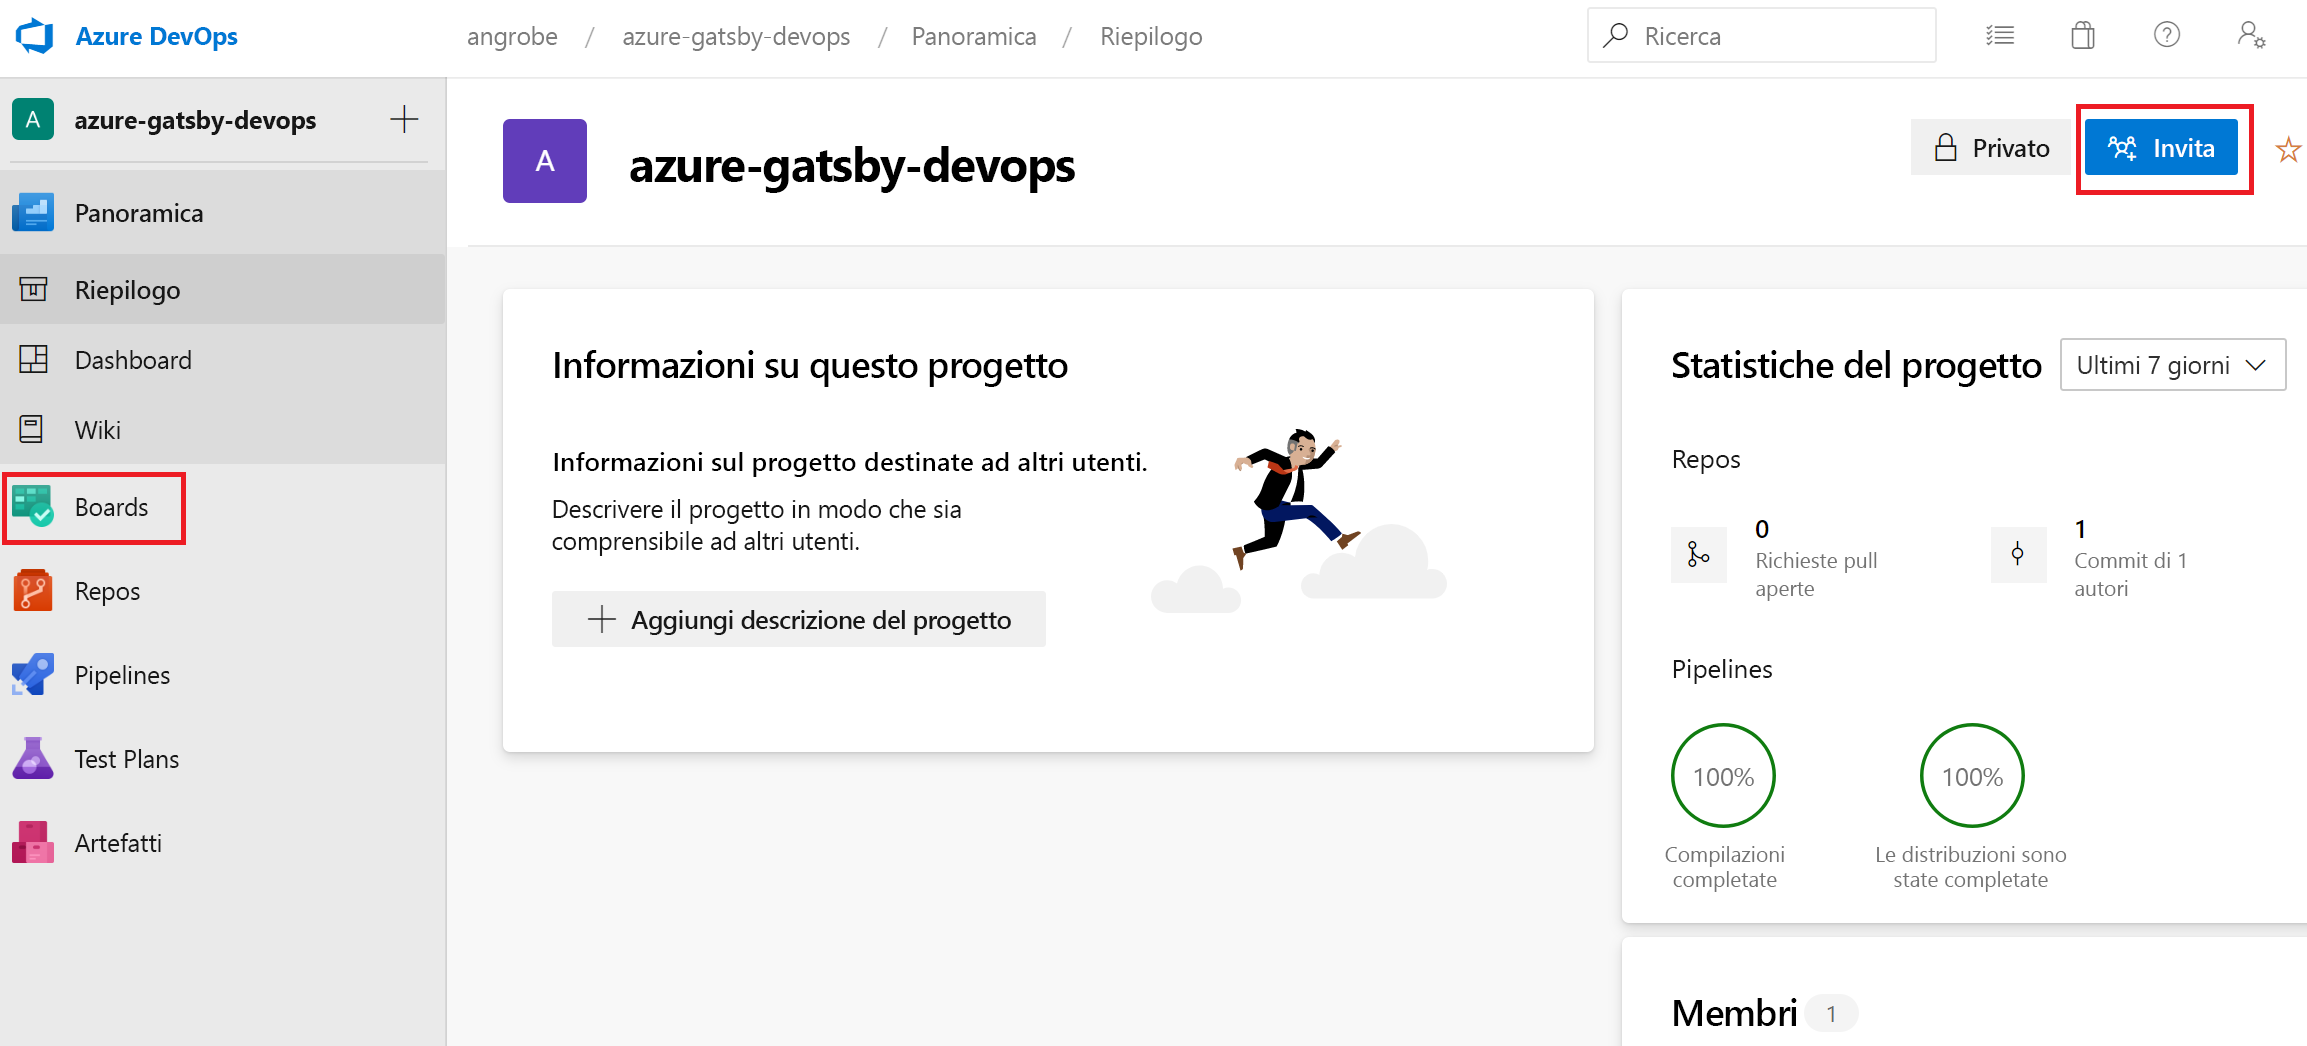 Azure DevOps
angrobe / azure-gatsby-devops / Panoramica / Riepilogo
Ricerca
A azure-gatsby-devops
Panoramica
Riepilogo
Dashboard
Wiki
Boards
Repos
Pipelines
Test Plans
Artefatti
A azure-gatsby-devops
Privato
Invita
Informazioni su questo progetto
Informazioni sul progetto destinate ad altri utenti.
Descrivere il progetto in modo che sia
comprensibile ad altri utenti.
Aggiungi descrizione del progetto
Statistiche del progetto
Ultimi 7 giorni
Repos
0
Richieste pull
aperte
1
Commit di 1
autori
Pipelines
100%
Compilazioni
completate
100%
Le distribuzioni sono
state completate
Membri 1